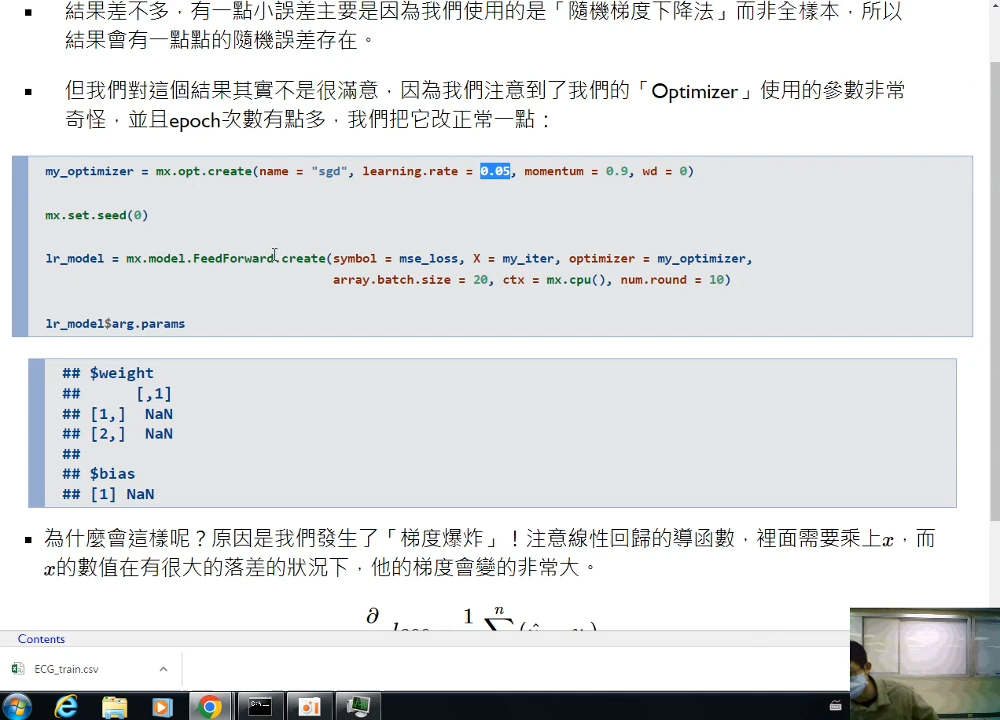 結果差不多，有一點小誤差主要是因為我們使用的是「隨機梯度下降法」而非全樣本，所以
結果會有一點點的隨機誤差存在。
但我們對這個結果其實不是很滿意，因為我們注意到了我們的「Optimizer」使用的參數非常
奇怪，並且epoch次數有點多，我們把它改正常一點：
my_optimizer = mx.opt.create(name = "sgd", learning.rate = 0.05, momentum = 0.9, wd = 0)
mx.set.seed(0)
lr_model = mx.model.FeedForward.create(symbol = mse_loss, X = my_iter, optimizer = my_optimizer,
array.batch.size = 20, ctx = mx.cpu(), num.round = 10)
lr_model$arg.params
## $weight
## [,1]
## [1,] NaN
## [2,] NaN
##
## $bias
## [1] NaN
為什麼會這樣呢？原因是我們發生了「梯度爆炸」！注意線性回歸的導函數，裡面需要乘上x，而
x的數值在有很大的落差的狀況下，他的梯度會變的非常大。
Contents
ECG_train.csv